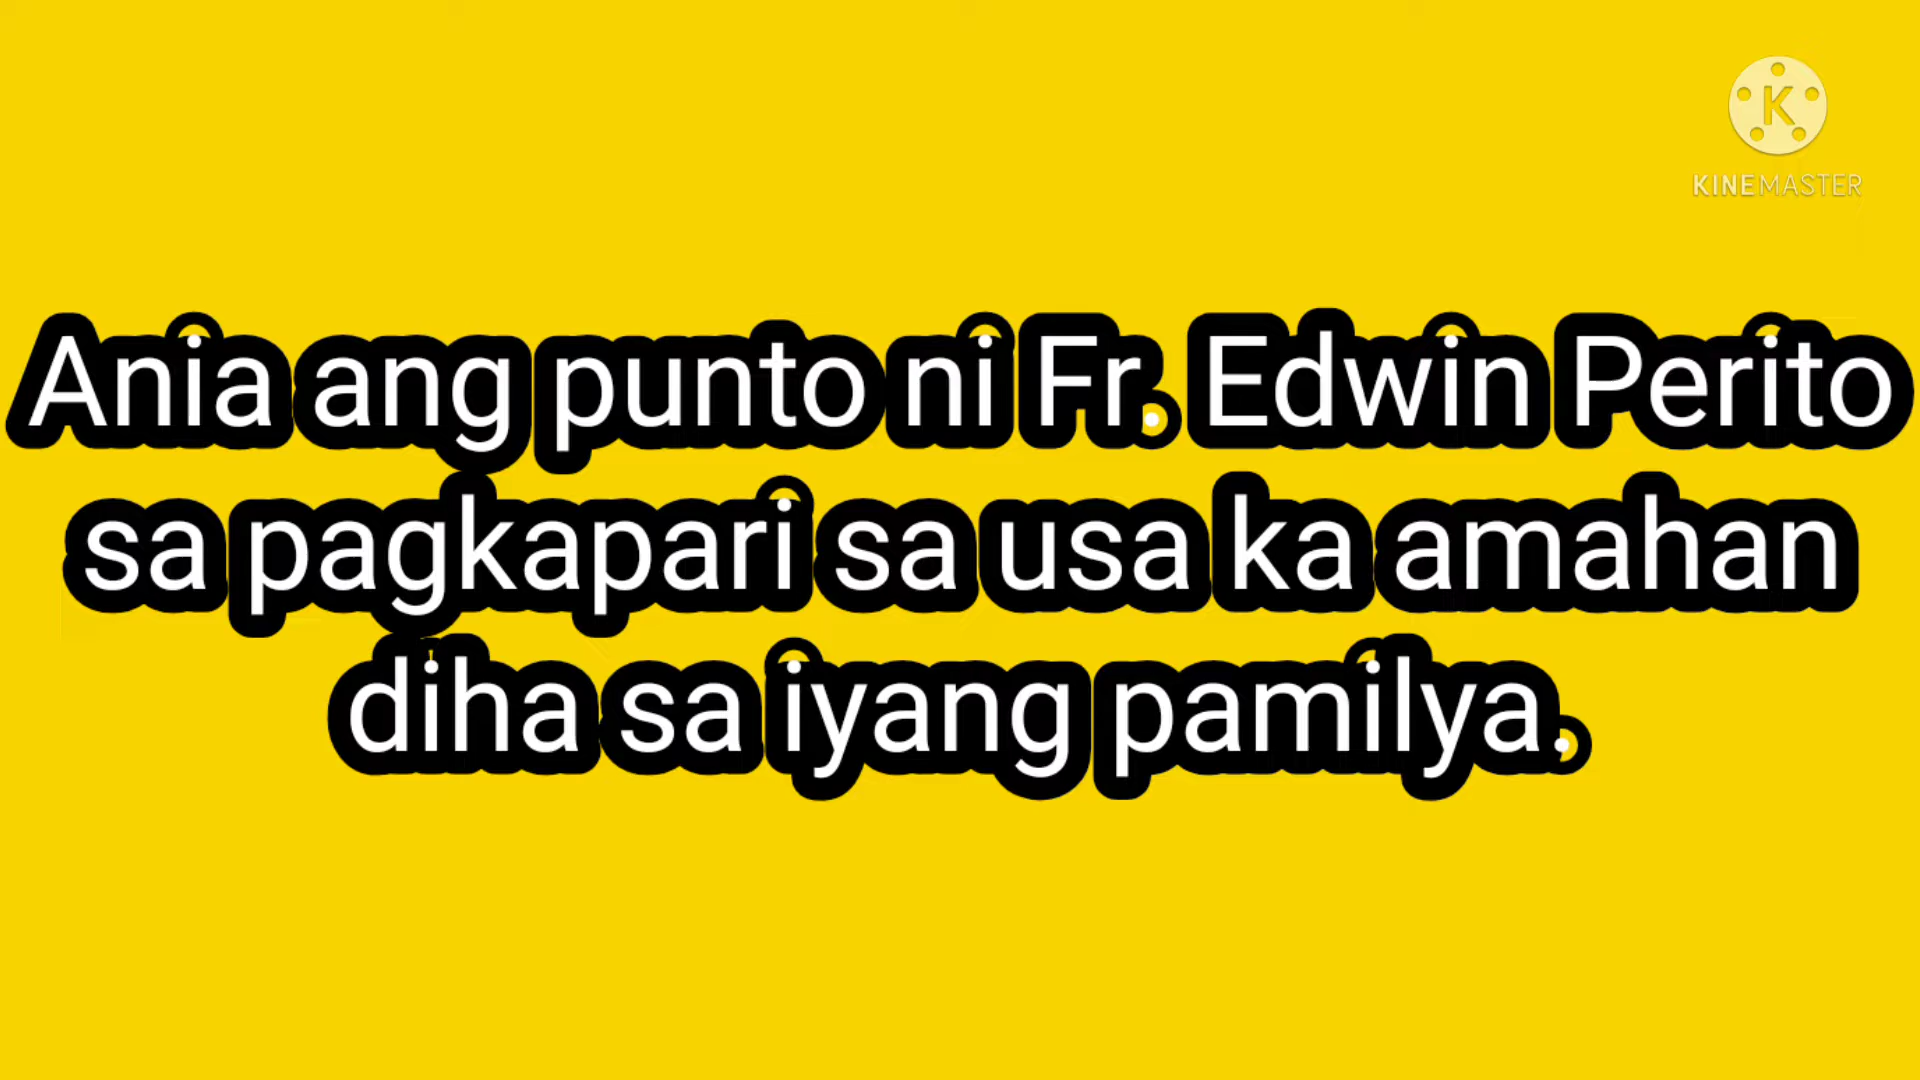 K
KINEMASTER
Ania ang punto ni Fr. Edwin Perito
sa pagkapari sa usa ka amahan
diha sa iyang pamilya.